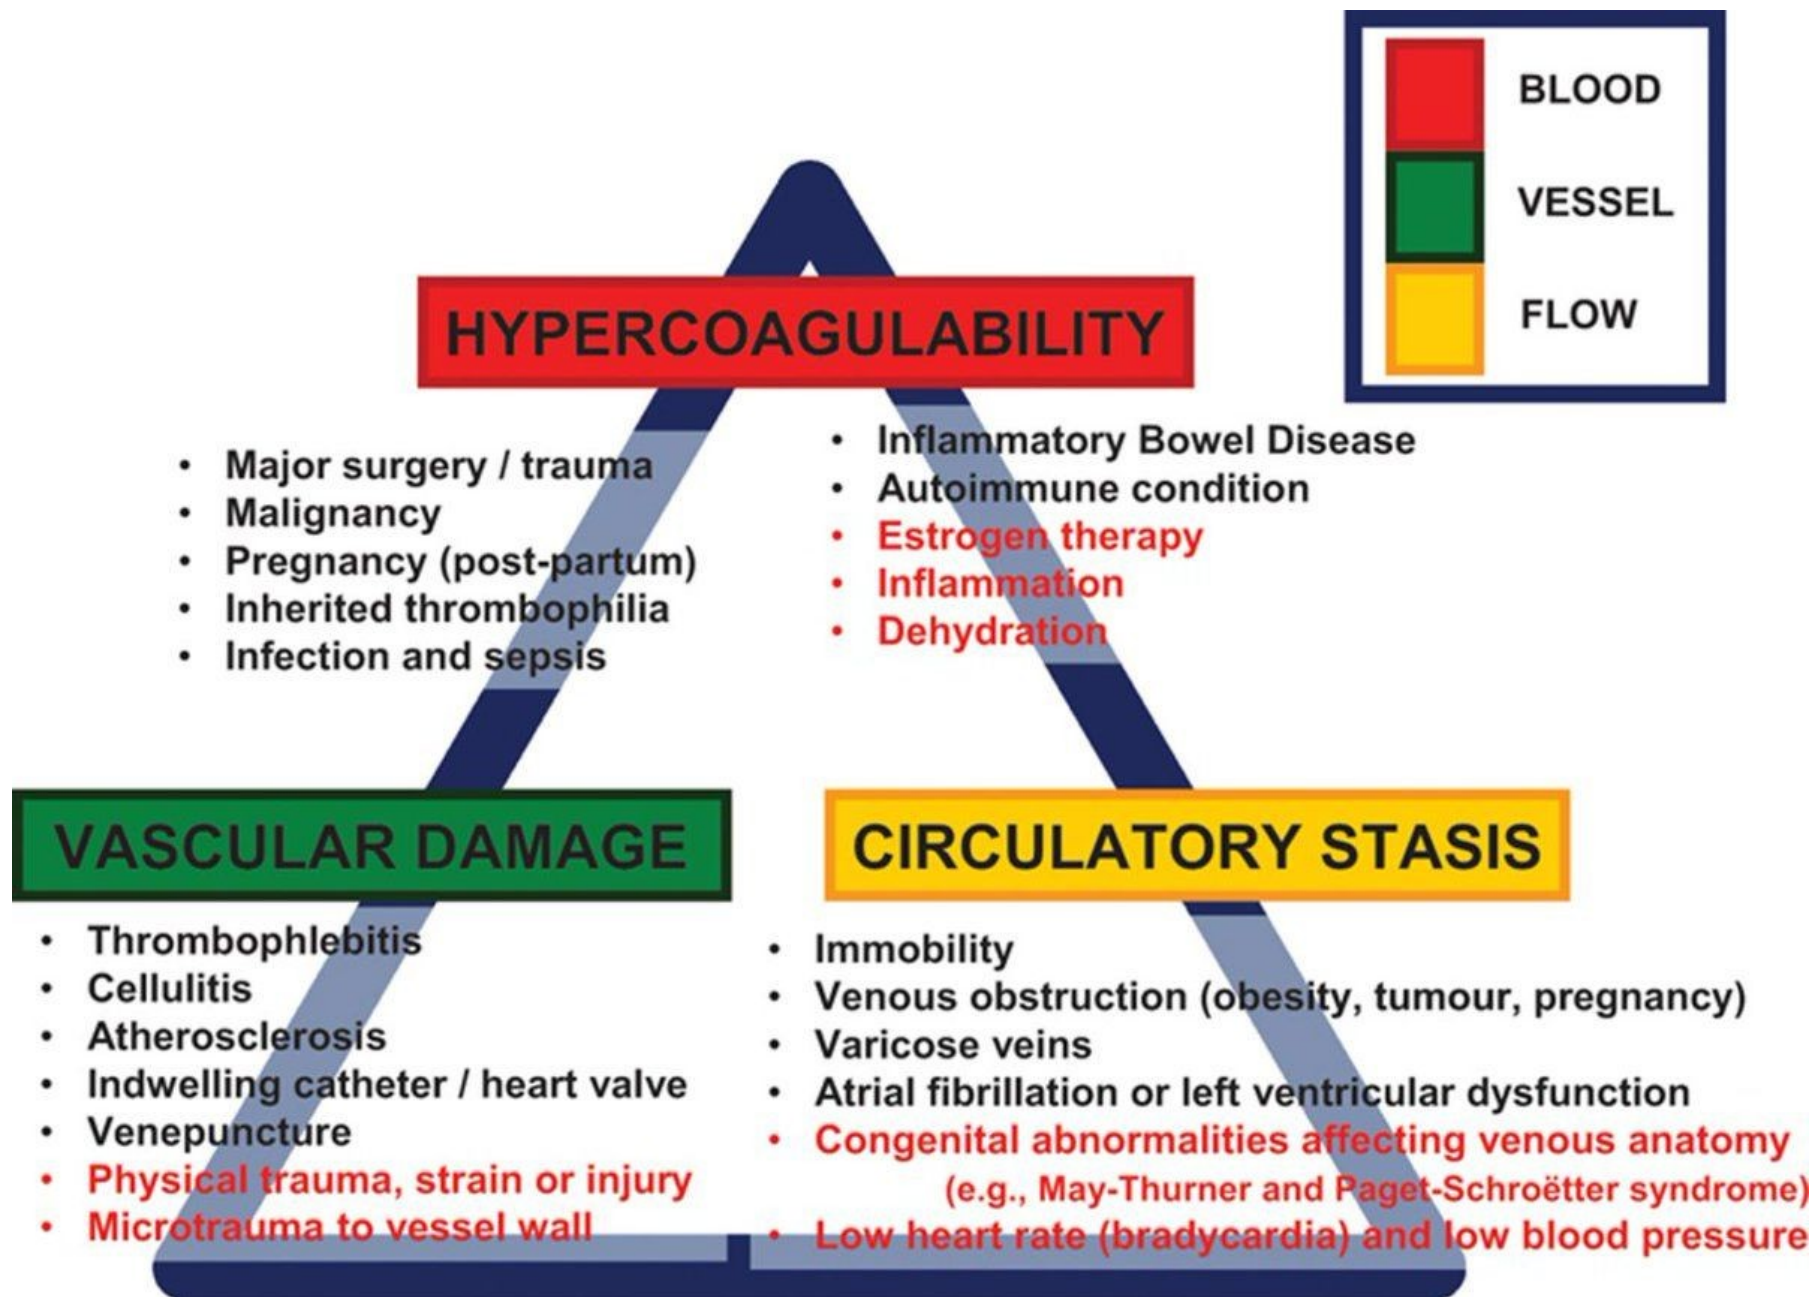 BLOOD
VESSEL
FLOW
HYPERCOAGULABILITY
• Major surgery / trauma
• Malignancy
• Pregnancy (post-partum)
• Inherited thrombophilia
• Infection and sepsis
• Inflammatory Bowel Disease
• Autoimmune condition
• Estrogen therapy
• Inflammation
• Dehydration
VASCULAR DAMAGE
• Thrombophlebitis
• Cellulitis
• Atherosclerosis
• Indwelling catheter / heart valve
• Venepuncture
• Physical trauma, strain or injury
• Microtrauma to vessel wall
CIRCULATORY STASIS
• Immobility
• Venous obstruction (obesity, tumour, pregnancy)
• Varicose veins
• Atrial fibrillation or left ventricular dysfunction
• Congenital abnormalities affecting venous anatomy
(e.g., May-Thurner and Paget-Schroëtter syndrome)
• Low heart rate (bradycardia) and low blood pressure